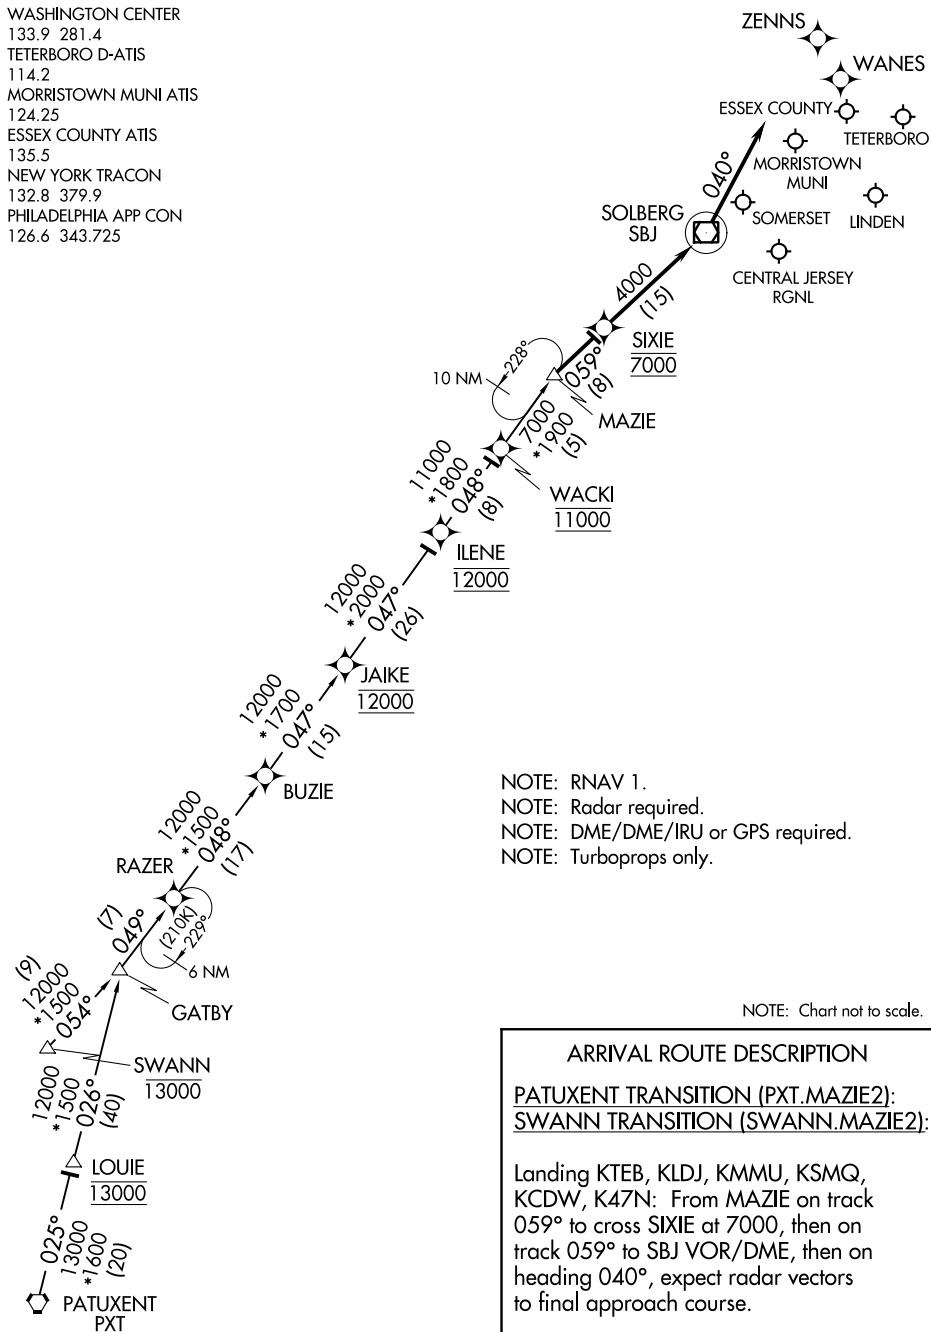 WASHINGTON CENTER
133.9 281.4
TETERBORO D-ATIS
114.2
MORRISTOWN MUNI ATIS
124.25
ESSEX COUNTY ATIS
135.5
NEW YORK TRACON
132.8 379.9
PHILADELPHIA APP CON
126.6 343.725
ZENNS
WANES
ESSEX COUNTY
TETERBORO
MORRISTOWN
MUNI
040°
SOLBERG
SBJ
SOMERSET
LINDEN
CENTRAL JERSEY
RGNL
4000
(15)
SIXIE
7000
228°
10 NM
059°
(8)
MAZIE
7000
*1900
(5)
WACKI
11000
11000
*1800
048°
(8)
ILENE
12000
12000
*2000
047°
(26)
JAIKE
12000
12000
*1700
047°
(15)
BUZIE
12000
*1500
048°
(17)
RAZER
(210K)
229°
6 NM
(7)
049°
GATBY
(9)
12000
*1500
054°
SWANN
13000
12000
*1500
026°
(40)
LOUIE
13000
025°
13000
*1600
(20)
PATUXENT
PXT
NOTE: RNAV 1.
NOTE: Radar required.
NOTE: DME/DME/IRU or GPS required.
NOTE: Turboprops only.
NOTE: Chart not to scale.
ARRIVAL ROUTE DESCRIPTION
PATUXENT TRANSITION (PXT.MAZIE2):
SWANN TRANSITION (SWANN.MAZIE2):
Landing KTEB, KLDJ, KMMU, KSMQ,
KCDW, K47N: From MAZIE on track
059° to cross SIXIE at 7000, then on
track 059° to SBJ VOR/DME, then on
heading 040°, expect radar vectors
to final approach course.